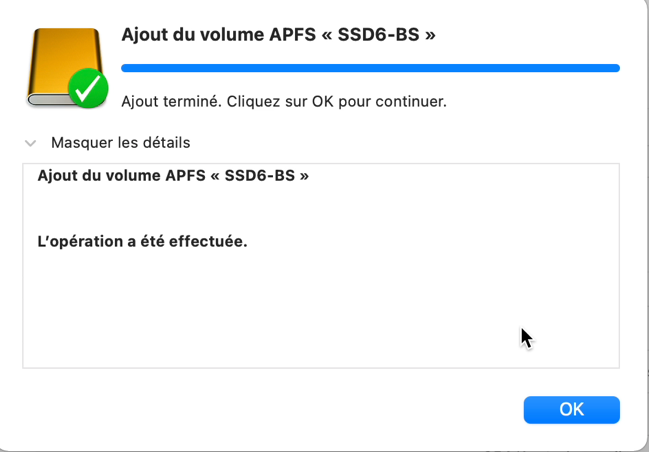 Ajout du volume APFS « SSD6-BS »
Ajout terminé. Cliquez sur OK pour continuer.
Masquer les détails
Ajout du volume APFS « SSD6-BS »
L’opération a été effectuée.
OK